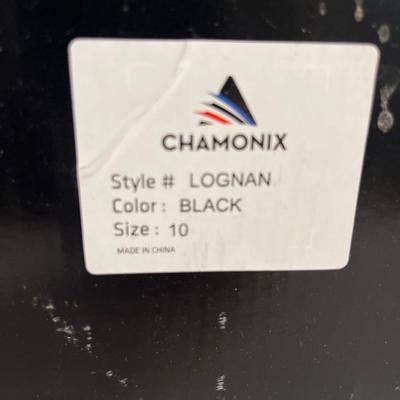 CHAMONIX
Style # LOGNAN
Color: BLACK
Size: 10
MADE IN CHINA